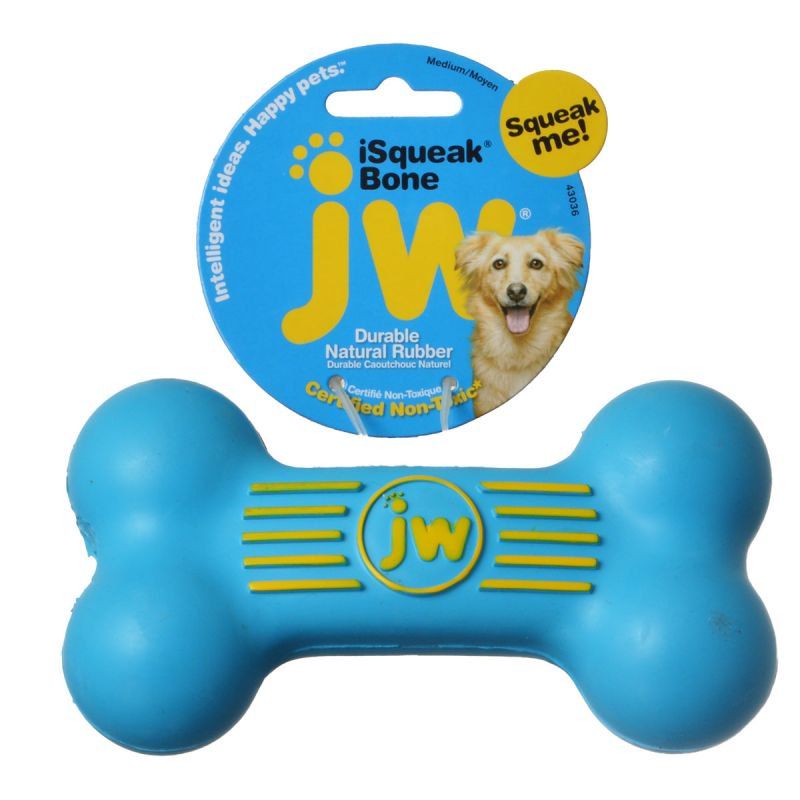 Intelligent ideas. Happy pets.™
Medium/Moyen
Squeak
me!
iSqueak®
Bone
43036
jw®
Durable
Natural Rubber
Durable Caoutchouc Naturel
Certifié Non-Toxique
Certified Non-Toxic*
jw